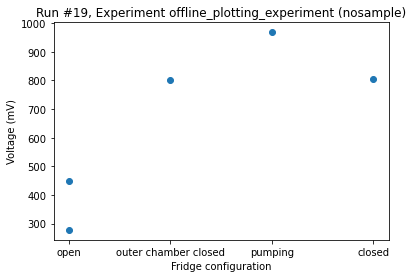 Run #19, Experiment offline_plotting_experiment (nosample)
1000
900
800
700
600
500
400
300
Voltage (mV)
open
outer chamber closed
pumping
closed
Fridge configuration